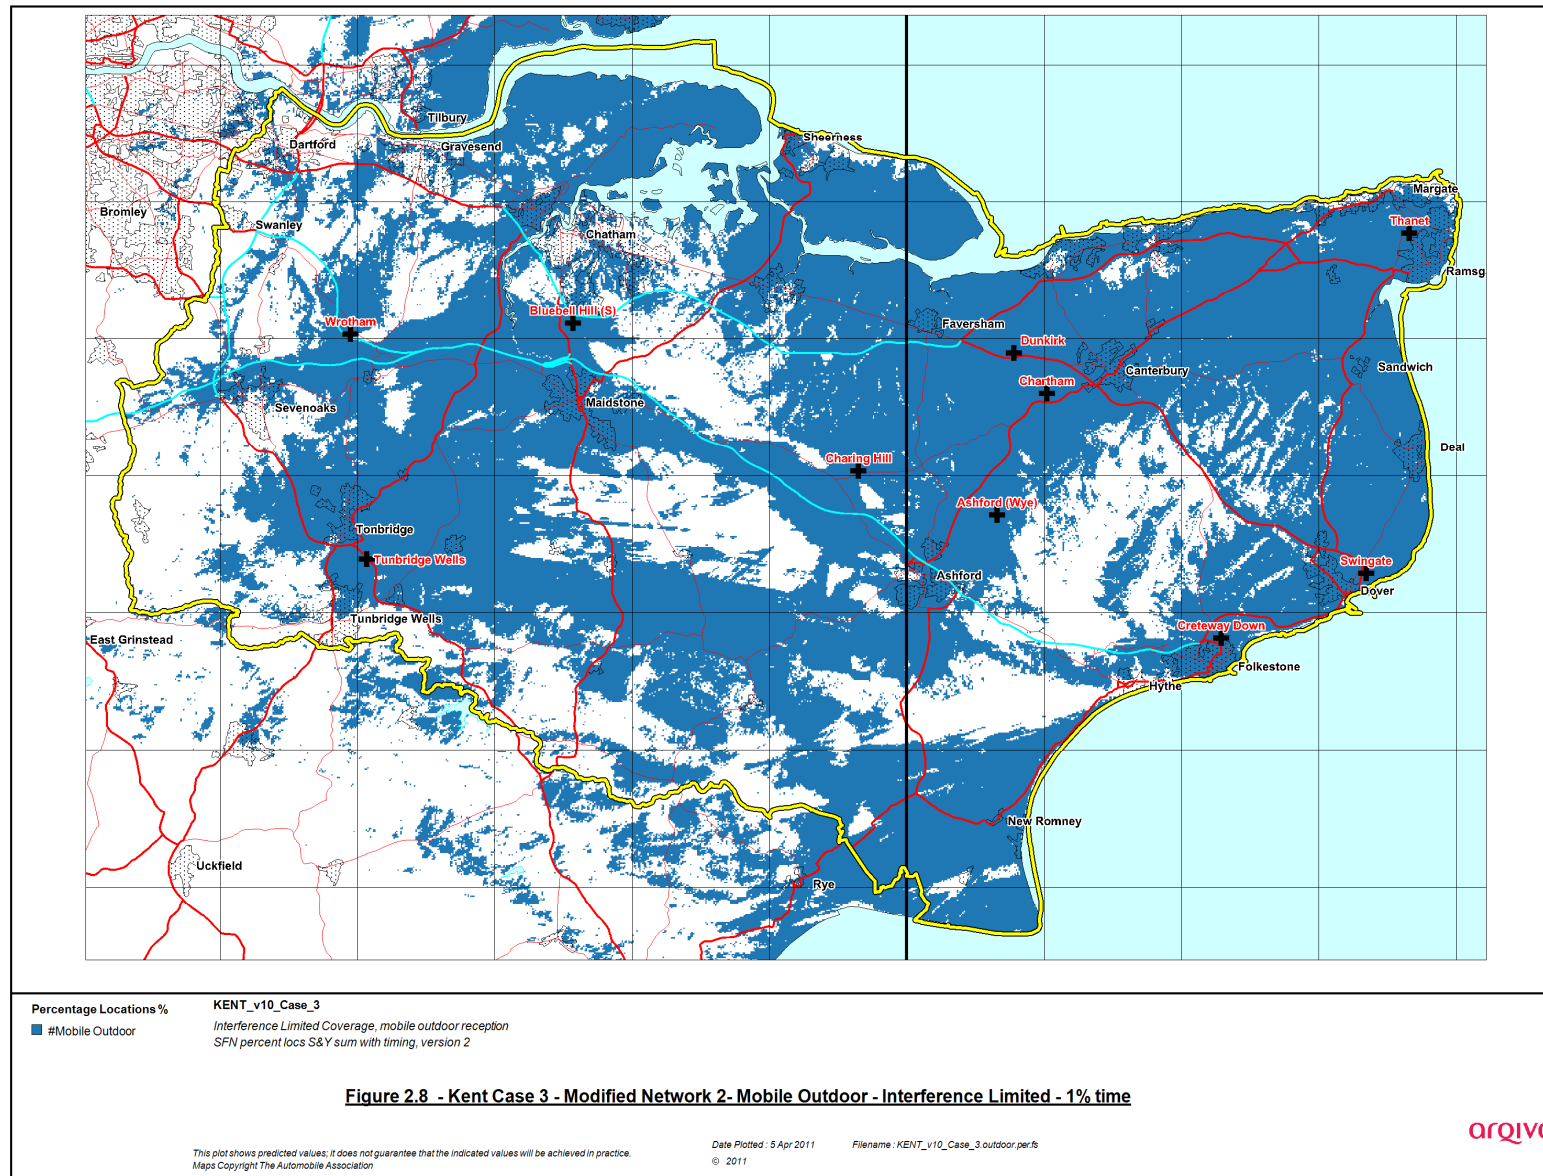 Tilbury
Sheerness
Dartford
Gravesend
Margate
Bromley
Thanet
Swanley
Chatham
Ramsg
Bluebell Hill (S)
Wrotham
Faversham
Dunkirk
Canterbury
Sandwich
Chartham
Sevenoaks
Maidstone
Deal
Charing Hill
Ashford (Wye)
Tonbridge
Tunbridge Wells
Swingate
Ashford
Dover
Tunbridge Wells
Creteway Down
East Grinstead
Folkestone
Hythe
New Romney
Uckfield
Rye
Percentage Locations %
#Mobile Outdoor
KENT_v10_Case_3
Interference Limited Coverage, mobile outdoor reception
SFN percent locs S&Y sum with timing, version 2
Figure 2.8 - Kent Case 3 - Modified Network 2- Mobile Outdoor - Interference Limited - 1% time
This plot shows predicted values; it does not guarantee that the indicated values will be achieved in practice.
Maps Copyright The Automobile Association
Date Plotted : 5 Apr 2011
Filename : KENT_v10_Case_3.outdoor.per.fs
© 2011
arqiva